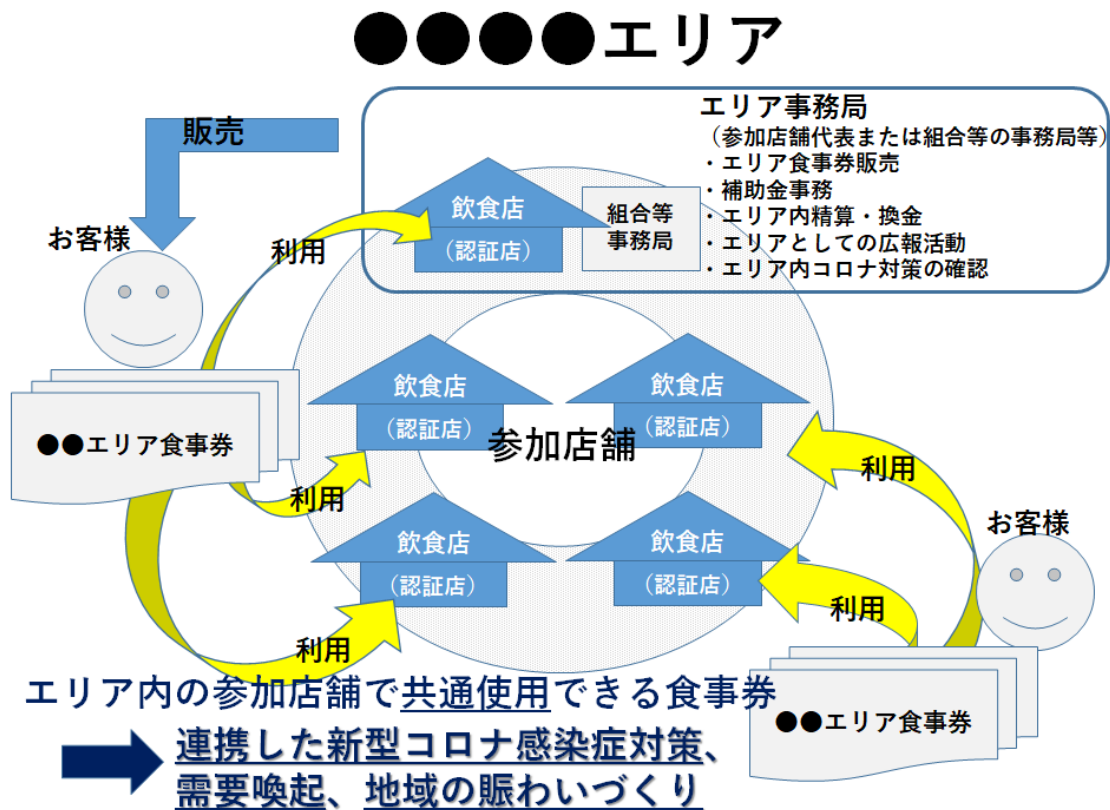 ●●●●エリア
エリア事務局
（参加店舗代表または組合等の事務局等）
・エリア食事券販売
・補助金事務
・エリア内精算・換金
・エリアとしての広報活動
・エリア内コロナ対策の確認
販売
飲食店
（認証店）
組合等
事務局
お客様
利用
飲食店
（認証店）
飲食店
（認証店）
参加店舗
●●エリア食事券
利用
利用
飲食店
（認証店）
飲食店
（認証店）
お客様
利用
利用
●●エリア食事券
エリア内の参加店舗で共通使用できる食事券
連携した新型コロナ感染症対策、
需要喚起、地域の賑わいづくり